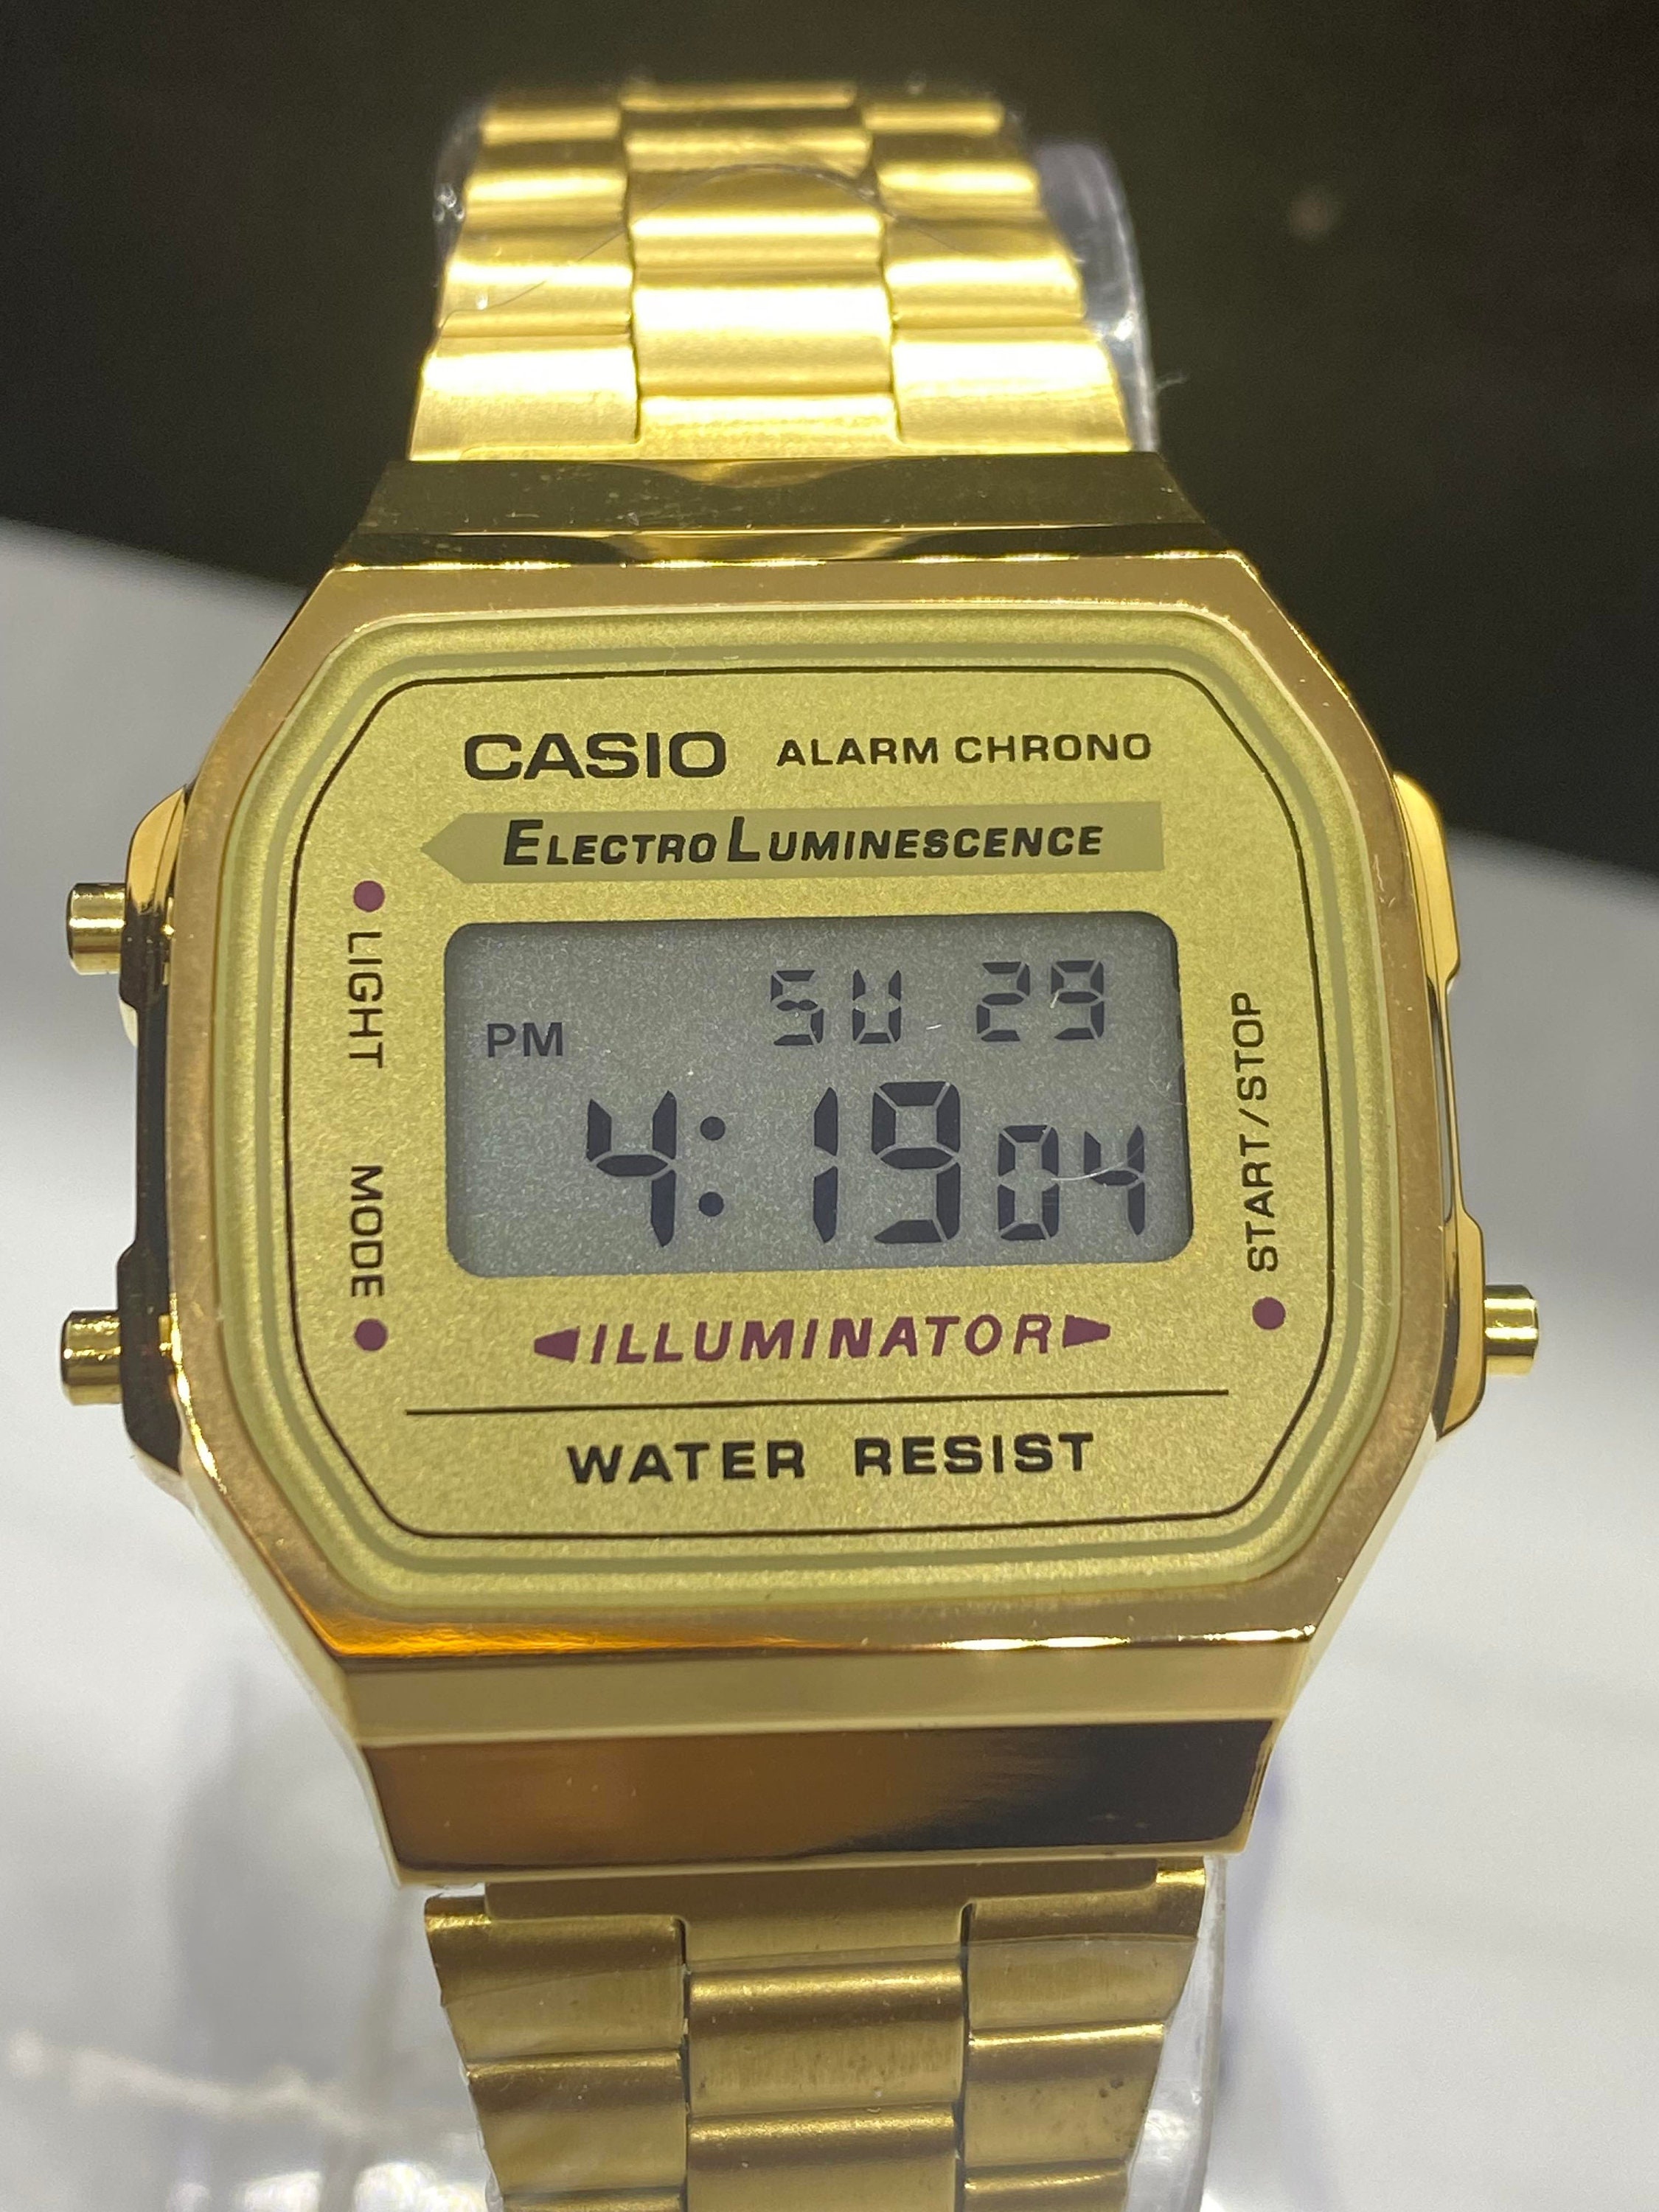 CASIO ALARM CHRONO
ELECTRO LUMINESCENCE
LIGHT
SU 29
PM
4:19 04
MODE
START/STOP
ILLUMINATOR
WATER RESIST